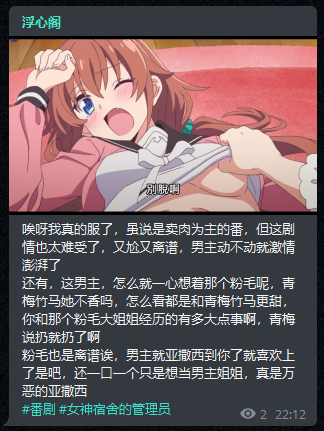 浮心阁
別脫啊
唉呀我真的服了，虽说是卖肉为主的番，但这剧
情也太难受了，又尬又离谱，男主动不动就激情
澎湃了
还有，这男主，怎么就一心想着那个粉毛呢，青
梅竹马她不香吗，怎么看都是和青梅竹马更甜，
你和那个粉毛大姐姐经历的有多大点事啊，青梅
说扔就扔了啊
粉毛也是离谱诶，男主就亚撒西到你了就喜欢上
了是吧，还一口一个只是想当男主姐姐，真是万
恶的亚撒西
#番剧 #女神宿舍的管理员
2 22:12